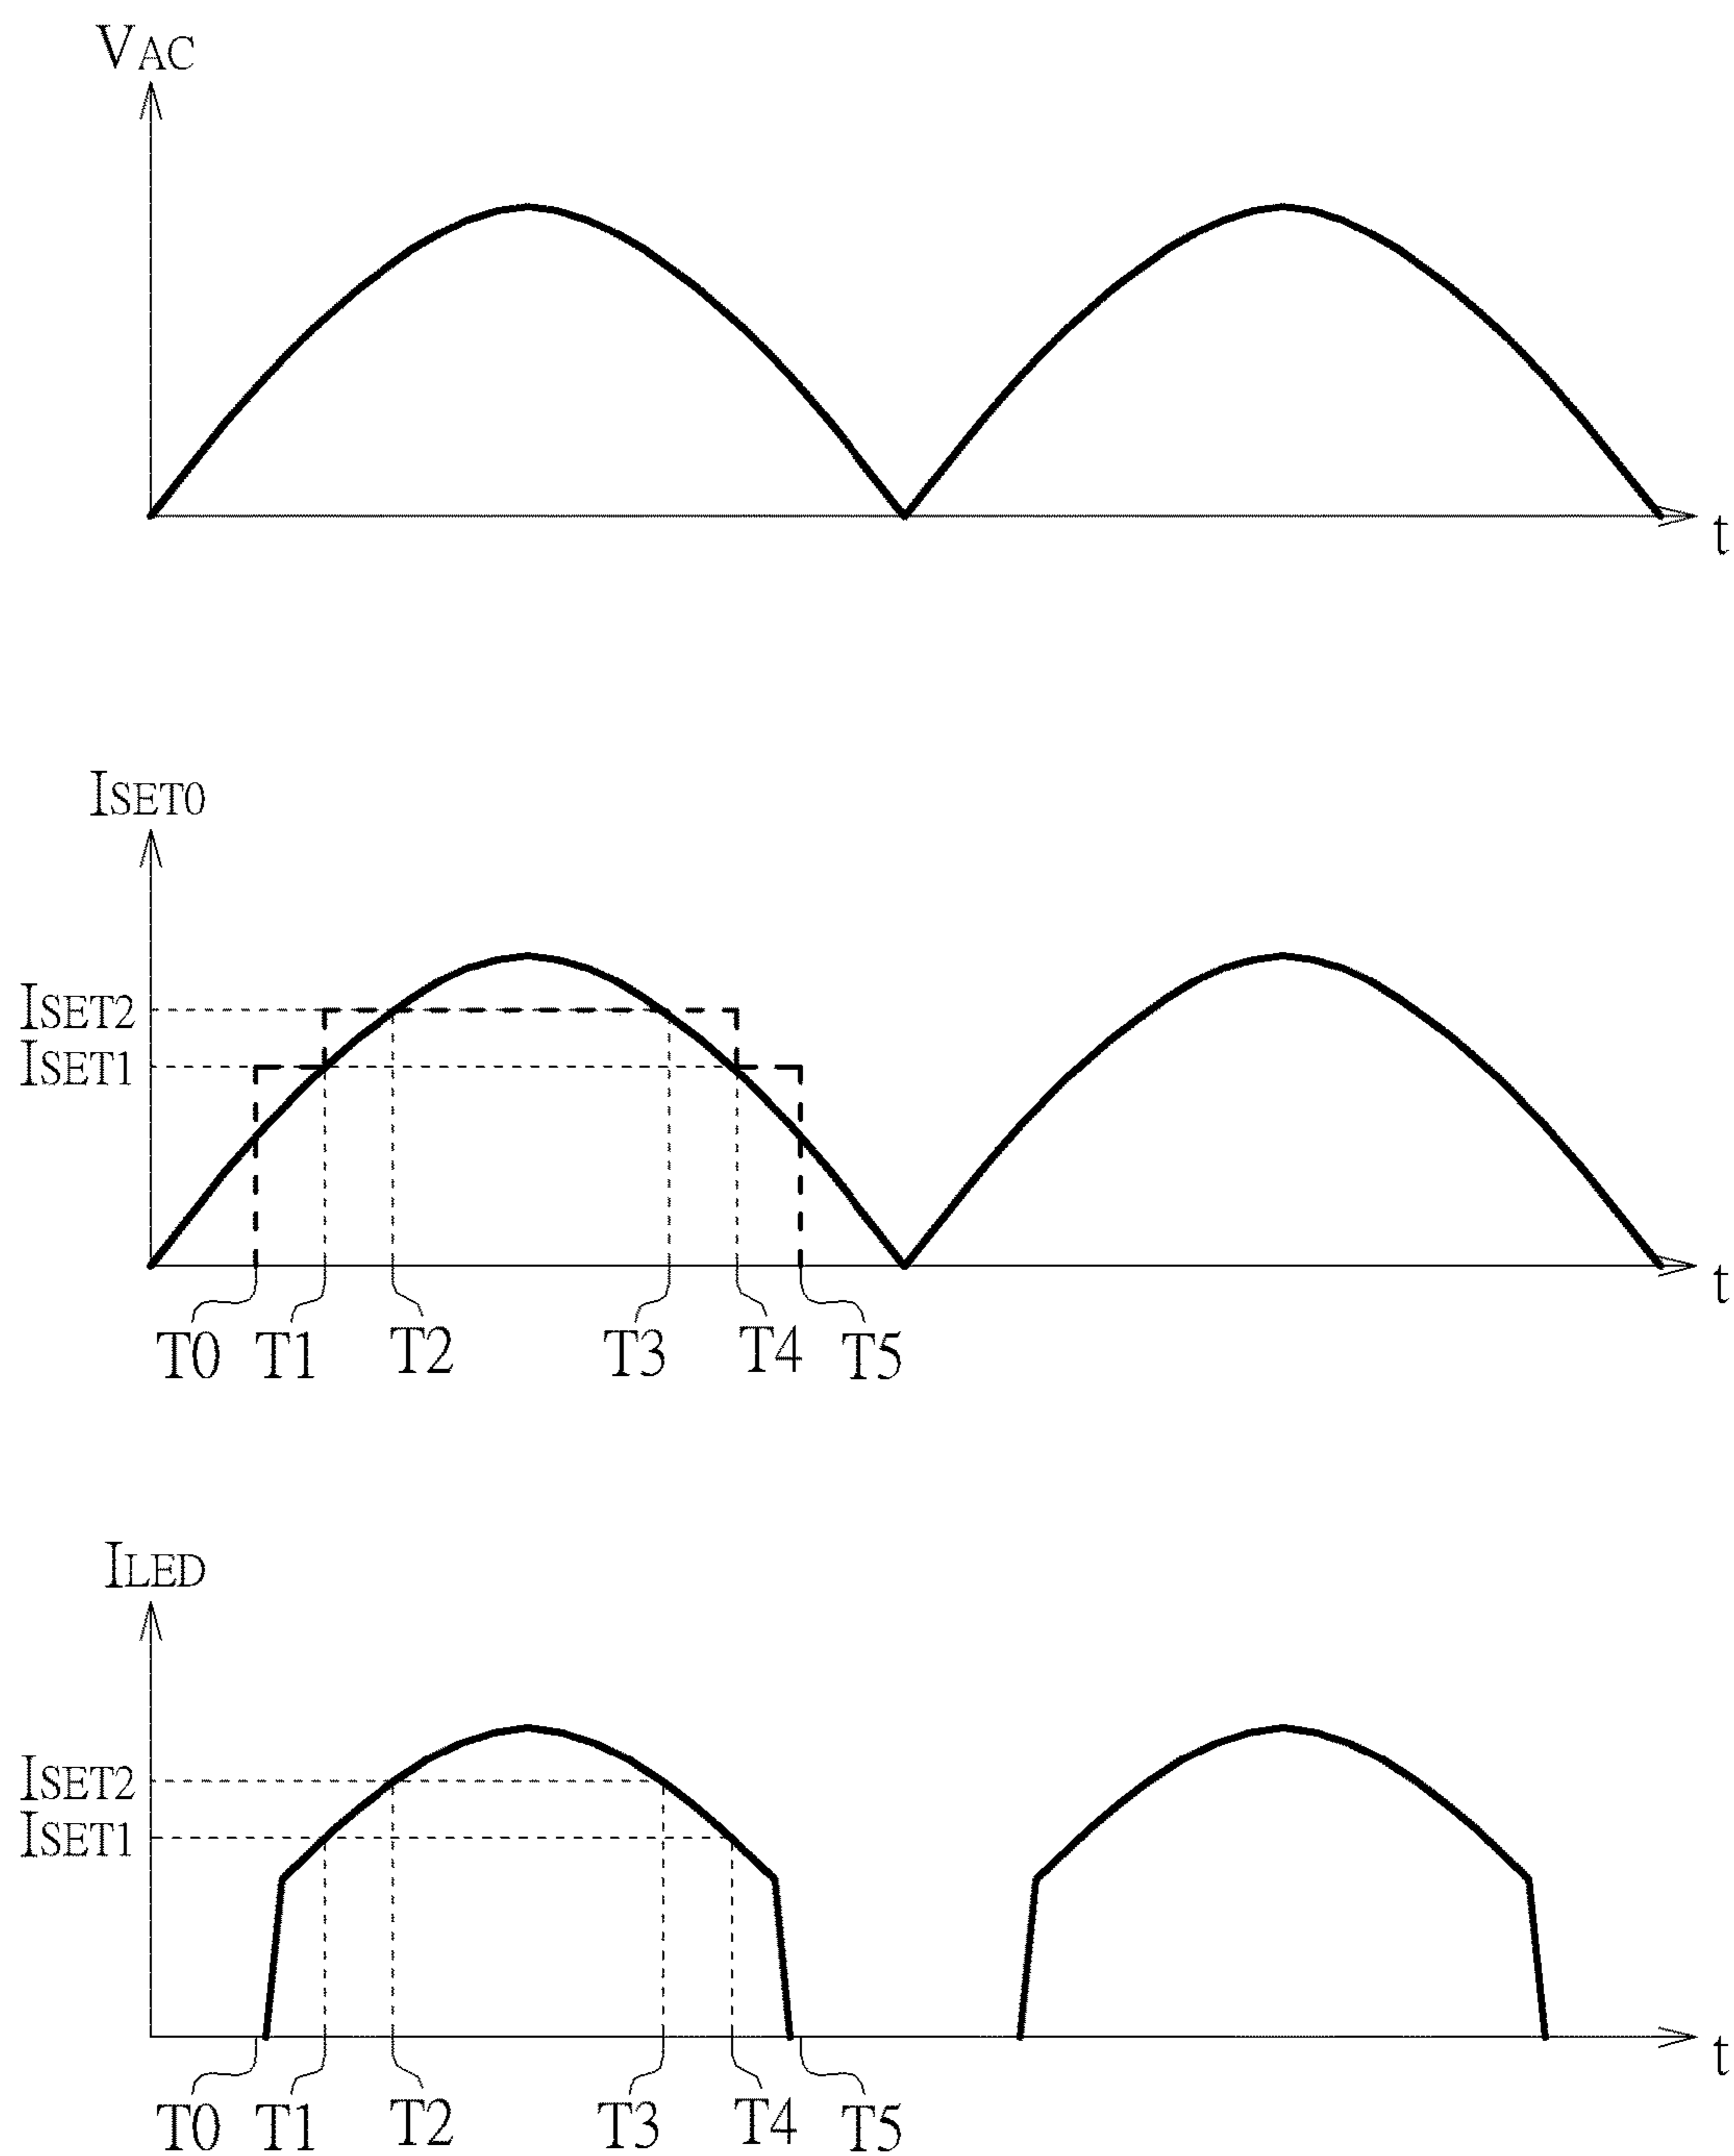 VAC
t
ISET0
ISET2
ISET1
t
T0 T1 T2 T3 T4 T5
ILED
ISET2
ISET1
t
T0 T1 T2 T3 T4 T5